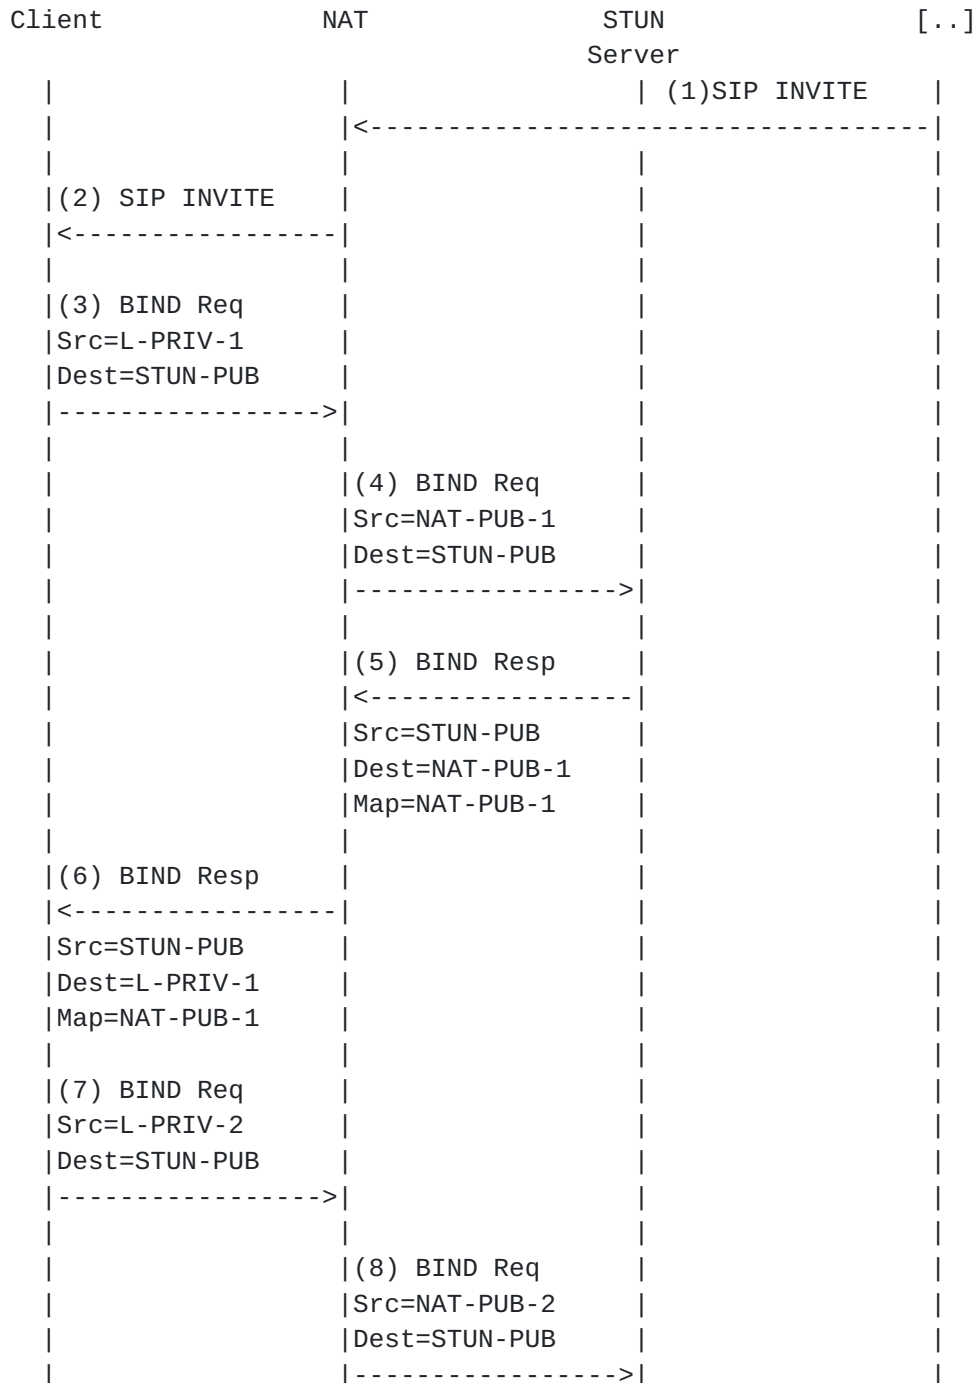 Client              NAT               STUN                [..]
                                     Server
  |                  |                  | (1)SIP INVITE    |
  |                  |<------------------------------------|
  |                  |                  |                  |
  |(2) SIP INVITE    |                  |                  |
  |<-----------------|                  |                  |
  |                  |                  |                  |
  |(3) BIND Req      |                  |                  |
  |Src=L-PRIV-1      |                  |                  |
  |Dest=STUN-PUB     |                  |                  |
  |----------------->|                  |                  |
  |                  |                  |                  |
  |                  |(4) BIND Req      |                  |
  |                  |Src=NAT-PUB-1     |                  |
  |                  |Dest=STUN-PUB     |                  |
  |                  |----------------->|                  |
  |                  |                  |                  |
  |                  |(5) BIND Resp     |                  |
  |                  |<-----------------|                  |
  |                  |Src=STUN-PUB      |                  |
  |                  |Dest=NAT-PUB-1    |                  |
  |                  |Map=NAT-PUB-1     |                  |
  |                  |                  |                  |
  |(6) BIND Resp     |                  |                  |
  |<-----------------|                  |                  |
  |Src=STUN-PUB      |                  |                  |
  |Dest=L-PRIV-1     |                  |                  |
  |Map=NAT-PUB-1     |                  |                  |
  |                  |                  |                  |
  |(7) BIND Req      |                  |                  |
  |Src=L-PRIV-2      |                  |                  |
  |Dest=STUN-PUB     |                  |                  |
  |----------------->|                  |                  |
  |                  |                  |                  |
  |                  |(8) BIND Req      |                  |
  |                  |Src=NAT-PUB-2     |                  |
  |                  |Dest=STUN-PUB     |                  |
  |                  |----------------->|                  |